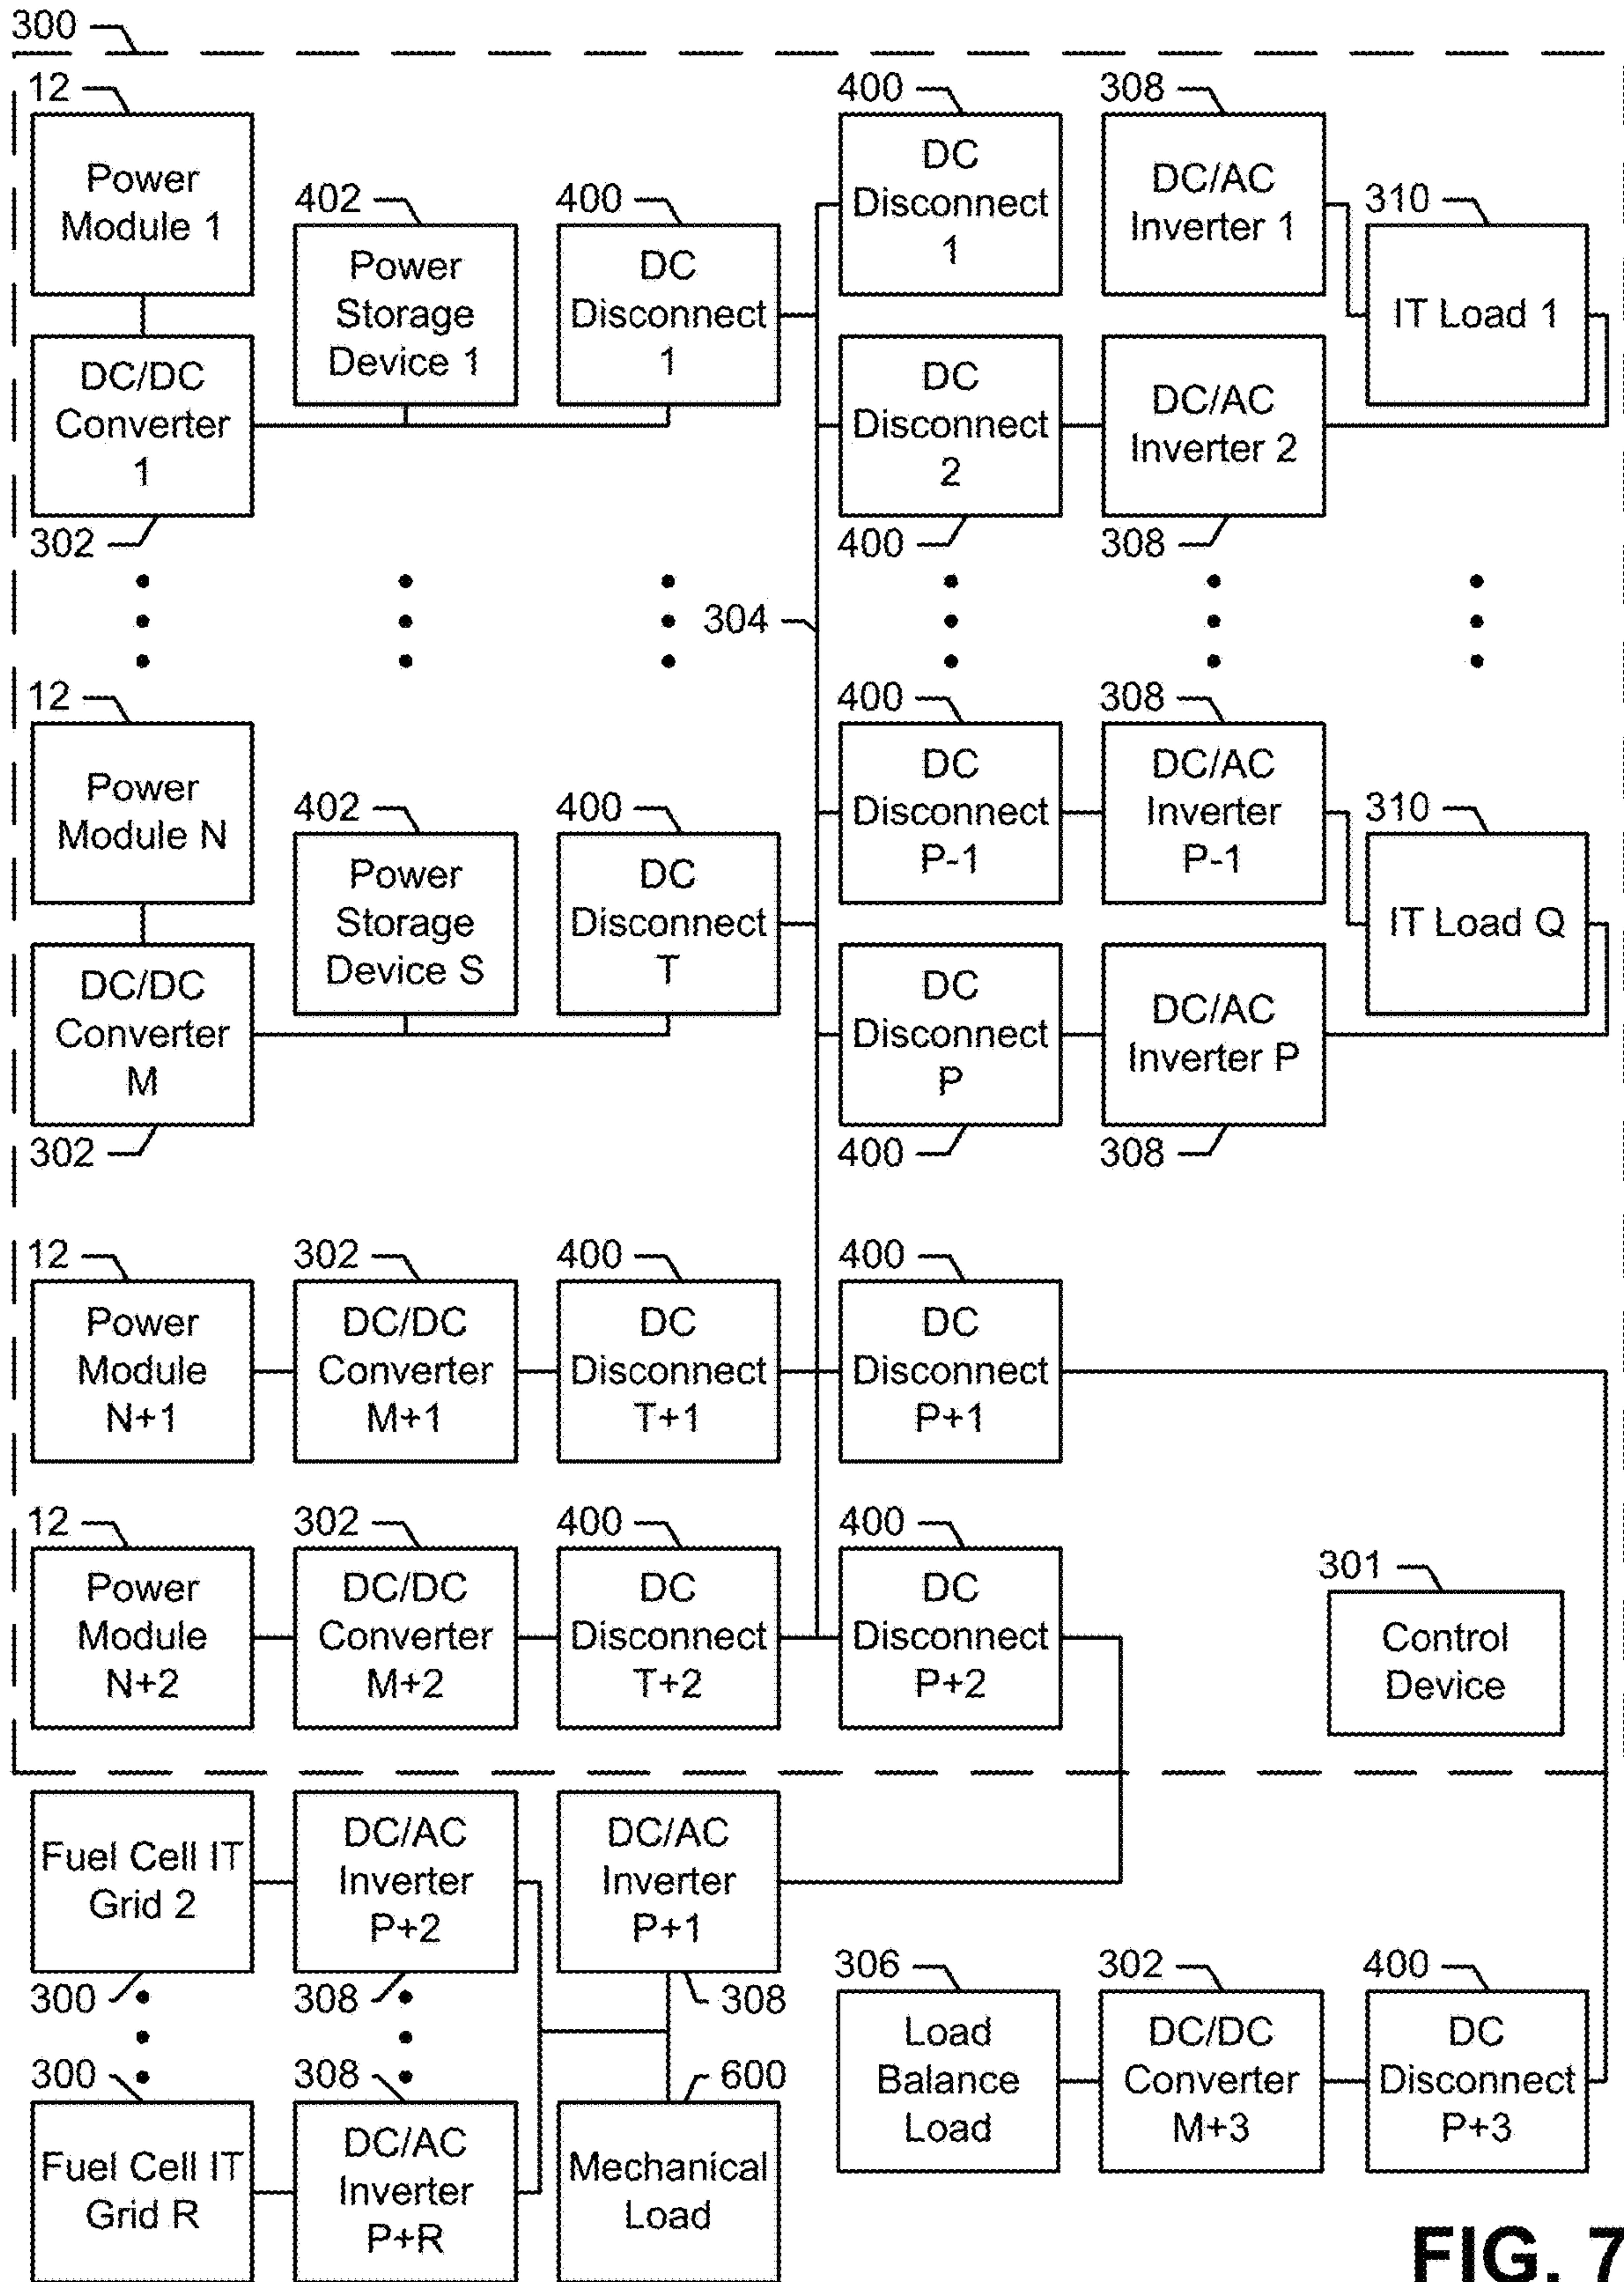 300
12
400
308
Power
Module 1
402
400
DC
Disconnect
1
DC/AC
Inverter 1
310
Power
Storage
Device 1
DC
Disconnect
1
IT Load 1
DC/DC
Converter
1
DC
Disconnect
2
DC/AC
Inverter 2
302
400
308
304
12
400
308
Power
Module N
402
400
DC
Disconnect
P-1
DC/AC
Inverter
P-1
310
Power
Storage
Device S
DC
Disconnect
T
IT Load Q
DC/DC
Converter
M
DC
Disconnect
P
DC/AC
Inverter P
302
400
308
12
302
400
400
Power
Module
N+1
DC/DC
Converter
M+1
DC
Disconnect
T+1
DC
Disconnect
P+1
12
302
400
400
301
Power
Module
N+2
DC/DC
Converter
M+2
DC
Disconnect
T+2
DC
Disconnect
P+2
Control
Device
Fuel Cell IT
Grid 2
DC/AC
Inverter
P+2
DC/AC
Inverter
P+1
300
308
308
306
302
400
Load
Balance
Load
DC/DC
Converter
M+3
DC
Disconnect
P+3
300
308
600
Fuel Cell IT
Grid R
DC/AC
Inverter
P+R
Mechanical
Load
FIG. 7